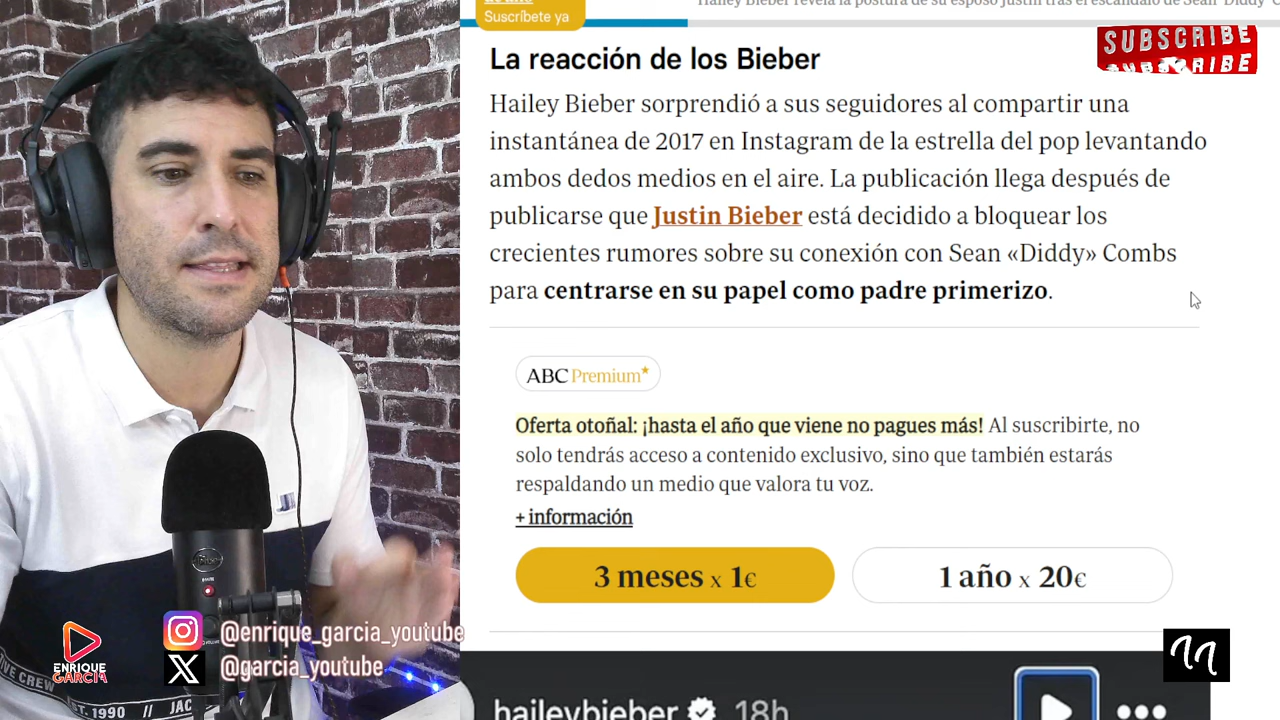 Suscríbete ya
Hailey Bieber revela la postura de su esposo Justin tras el escándalo de Sean 'Diddy'
SUBSCRIBE
SUBSCRIBE
La reacción de los Bieber
Hailey Bieber sorprendió a sus seguidores al compartir una
instantánea de 2017 en Instagram de la estrella del pop levantando
ambos dedos medios en el aire. La publicación llega después de
publicarse que Justin Bieber está decidido a bloquear los
crecientes rumores sobre su conexión con Sean «Diddy» Combs
para centrarse en su papel como padre primerizo.
ABC Premium
Oferta otoñal: ¡hasta el año que viene no pagues más! Al suscribirte, no
solo tendrás acceso a contenido exclusivo, sino que también estarás
respaldando un medio que valora tu voz.
+ información
3 meses x 1€
1 año x 20€
@enrique_garcia_youtube
@garcia_youtube
ENRIQUE
GARCIA
CREW
ST. 1990 // JAC
haileybieber 18h